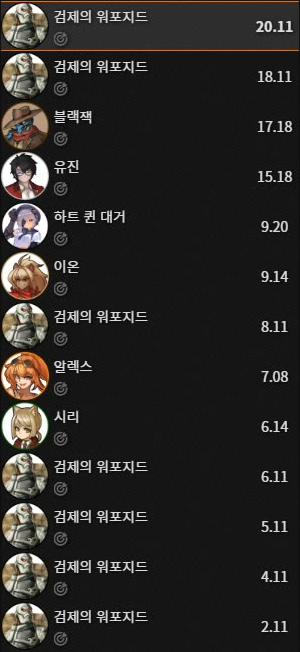 검제의 워포지드 20.11
검제의 워포지드 18.11
블랙잭 17.18
유진 15.18
하트 퀸 대거 9.20
이온 9.14
검제의 워포지드 8.11
알렉스 7.08
시리 6.14
검제의 워포지드 6.11
검제의 워포지드 5.11
검제의 워포지드 4.11
검제의 워포지드 2.11